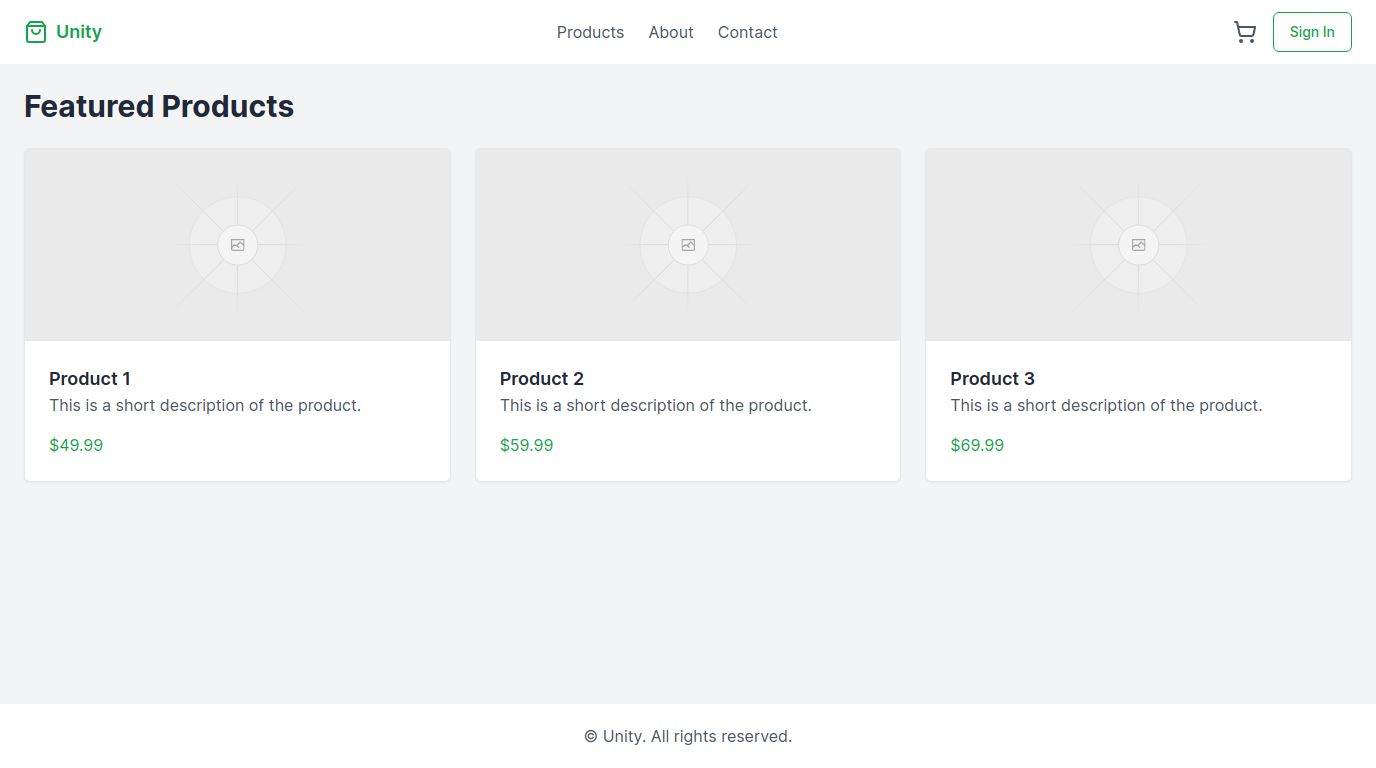 Unity
Products About Contact
Sign In
Featured Products
Product 1
This is a short description of the product.
$49.99
Product 2
This is a short description of the product.
$59.99
Product 3
This is a short description of the product.
$69.99
© Unity. All rights reserved.